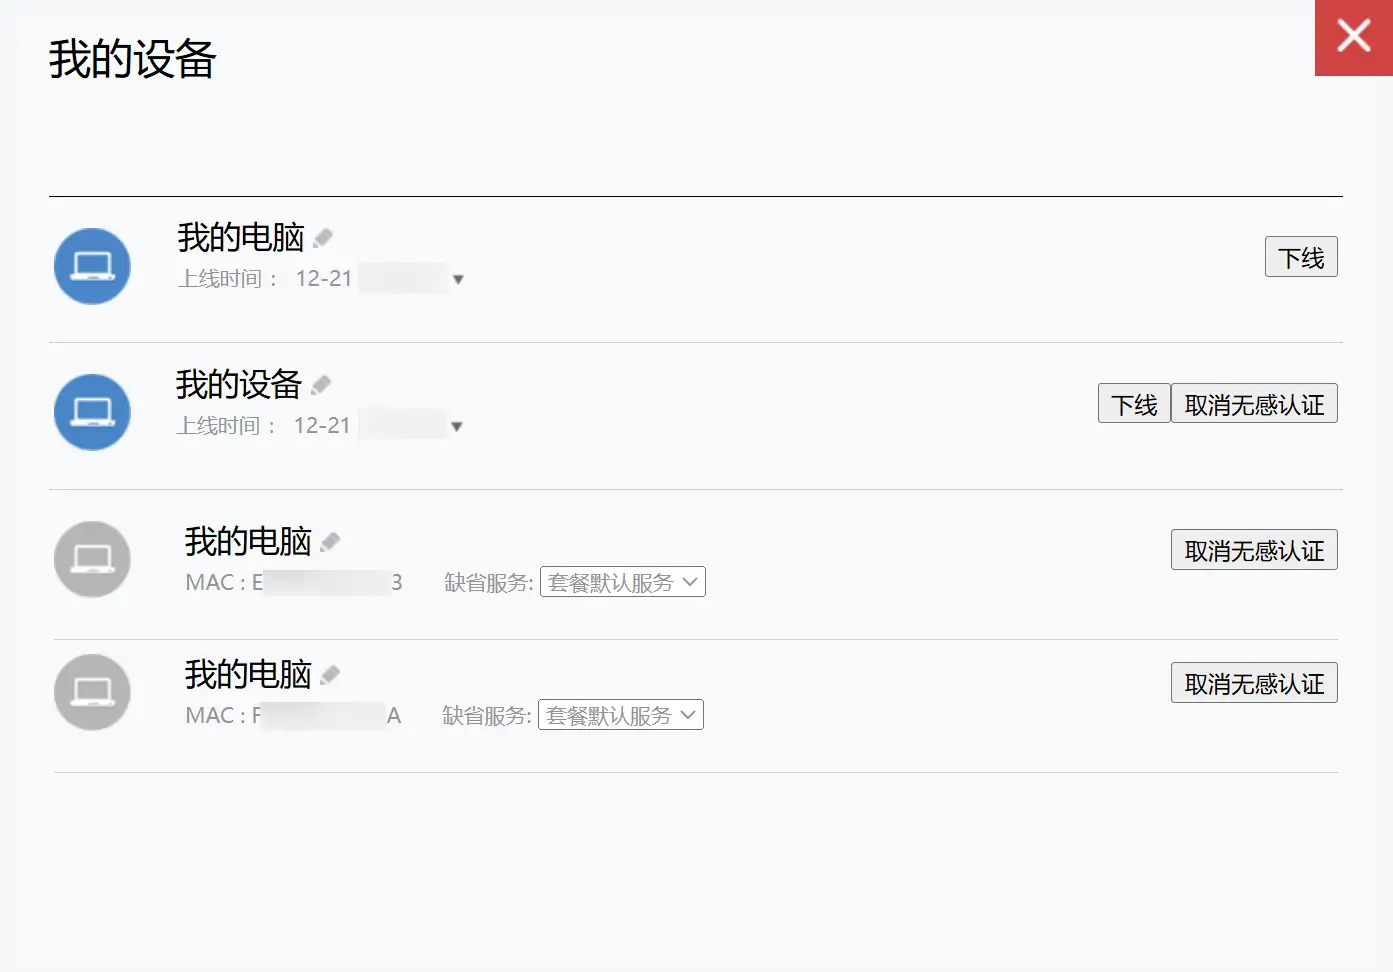 我的设备
我的电脑
下线
上线时间： 12-21
我的设备
下线 取消无感认证
上线时间： 12-21
我的电脑
取消无感认证
MAC : E 3 缺省服务: 套餐默认服务
我的电脑
取消无感认证
MAC : F A 缺省服务: 套餐默认服务